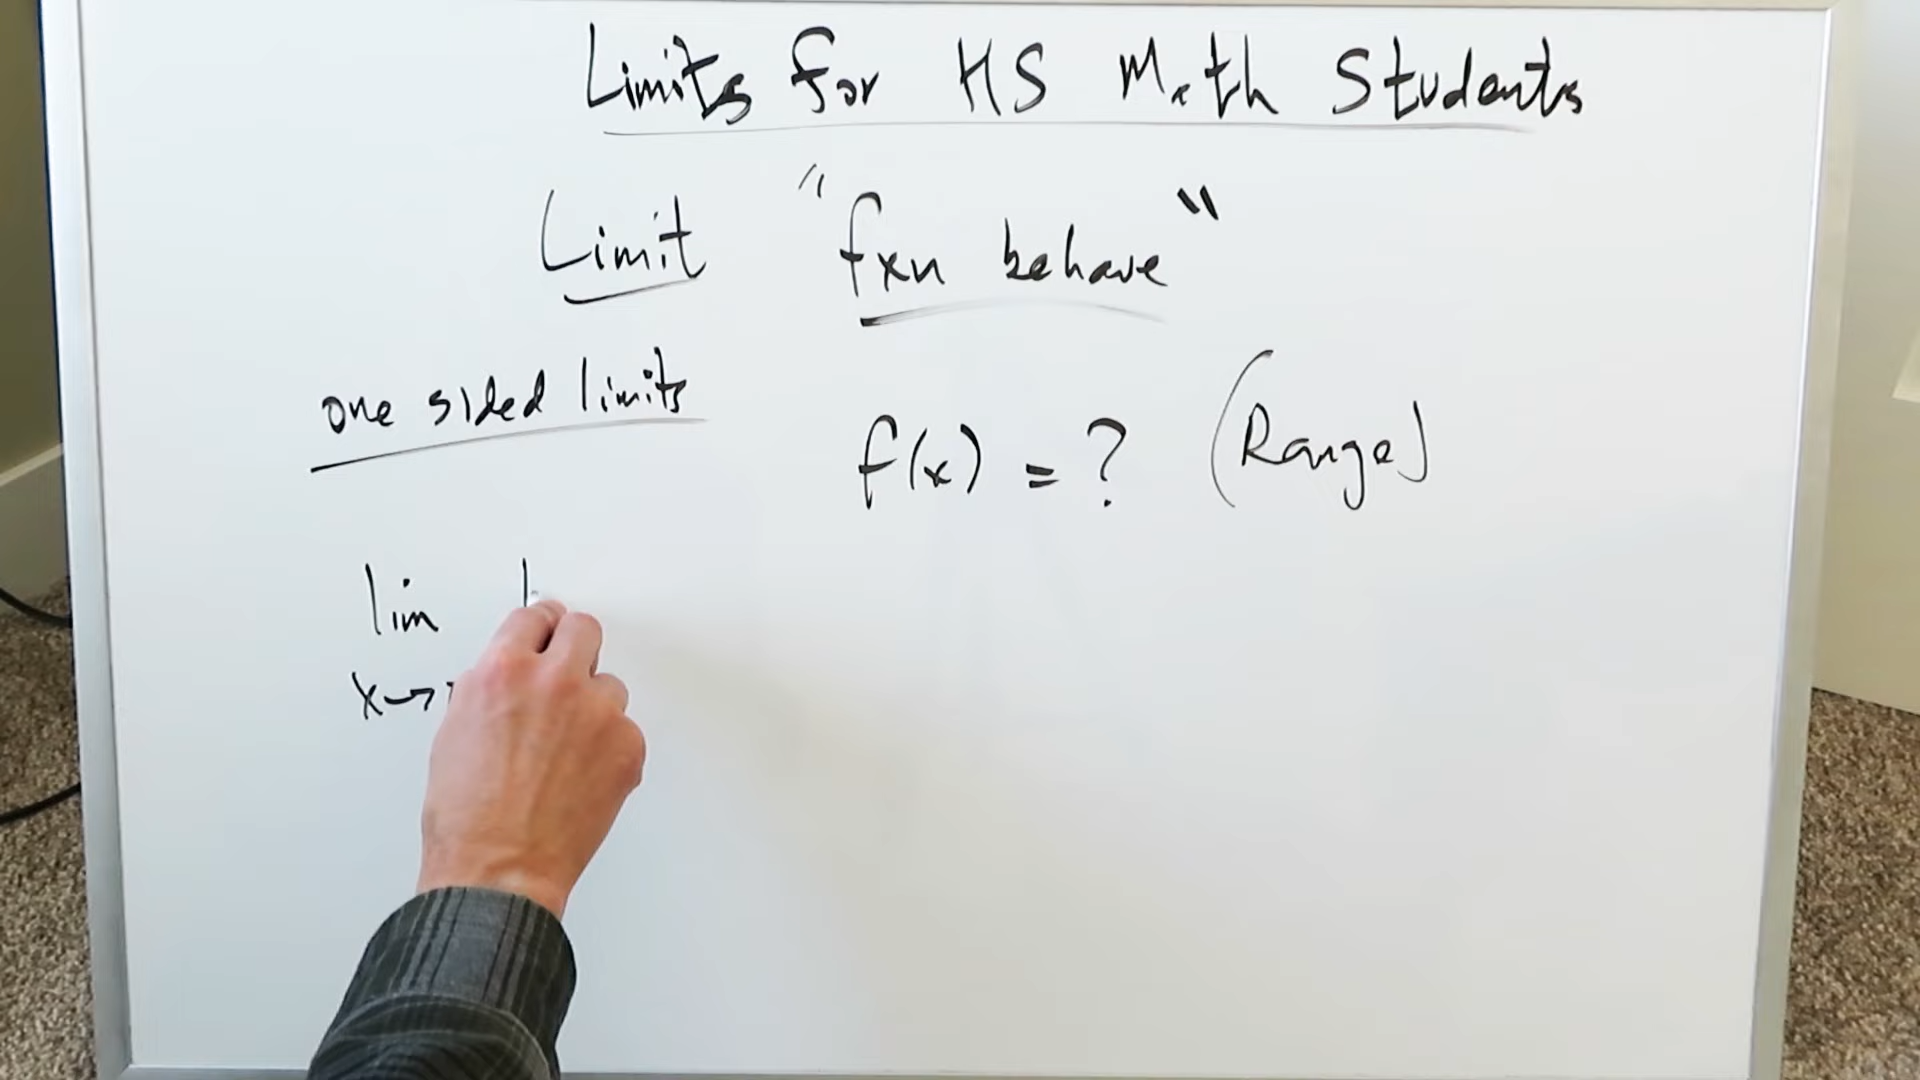 Limits for HS Math Students
Limit "fxn behave"
one sided limits
f(x) = ? (Range)
lim
x→